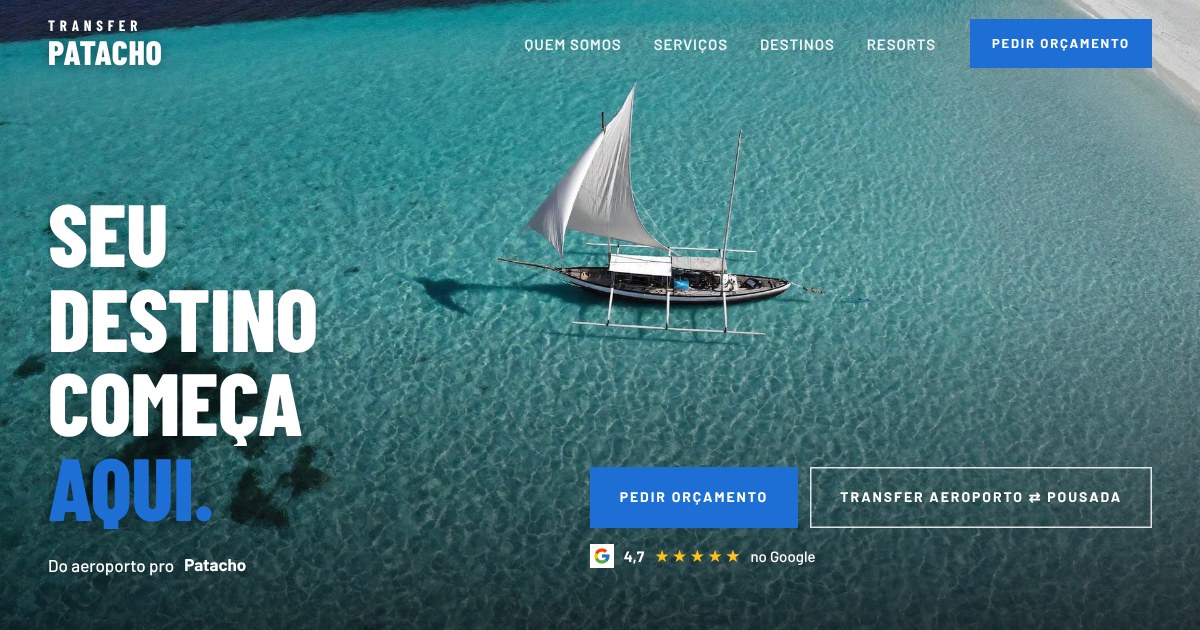 TRANSFER
PATACHO
QUEM SOMOS
SERVIÇOS
DESTINOS
RESORTS
PEDIR ORÇAMENTO
SEU
DESTINO
COMEÇA
AQUI.
Do aeroporto pro Patacho
PEDIR ORÇAMENTO
TRANSFER AEROPORTO ⇄ POUSADA
4,7 ★★★★★ no Google